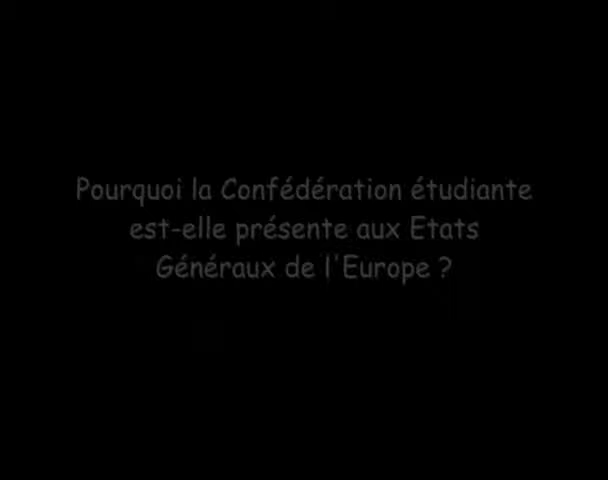 Pourquoi la Confédération étudiante
est-elle présente aux Etats
Généraux de l'Europe ?